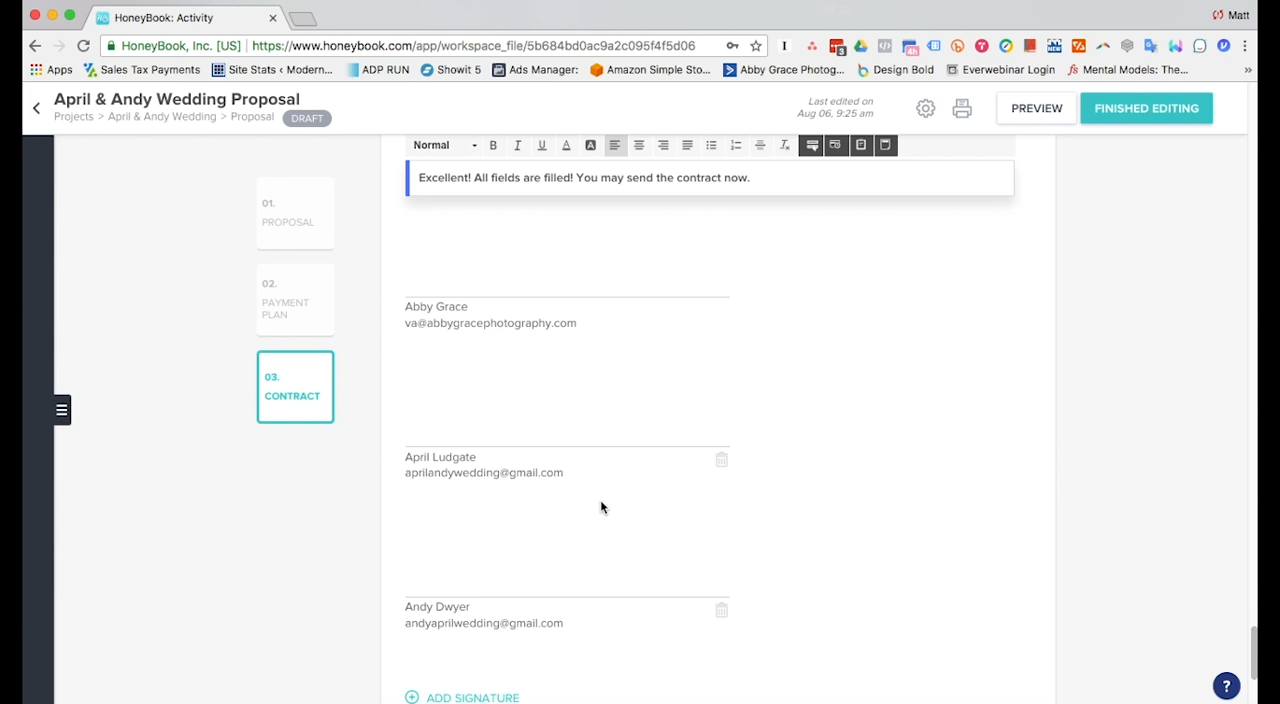 HoneyBook: Activity
Matt
HoneyBook, Inc. [US] https://www.honeybook.com/app/workspace_file/5b684bd0ac9a2c095f4f5d06
Apps Sales Tax Payments Site Stats ‹ Modern... ADP RUN Showit 5 Ads Manager: Amazon Simple Sto... Abby Grace Photog... Design Bold Everwebinar Login Mental Models: The... »
April & Andy Wedding Proposal
Projects > April & Andy Wedding > Proposal DRAFT
Last edited on
Aug 06, 9:25 am
PREVIEW
FINISHED EDITING
Normal B I U A A
Excellent! All fields are filled! You may send the contract now.
01.
PROPOSAL
02.
PAYMENT
PLAN
03.
CONTRACT
Abby Grace
va@abbygracephotography.com
April Ludgate
aprilandywedding@gmail.com
Andy Dwyer
andyaprilwedding@gmail.com
ADD SIGNATURE
?